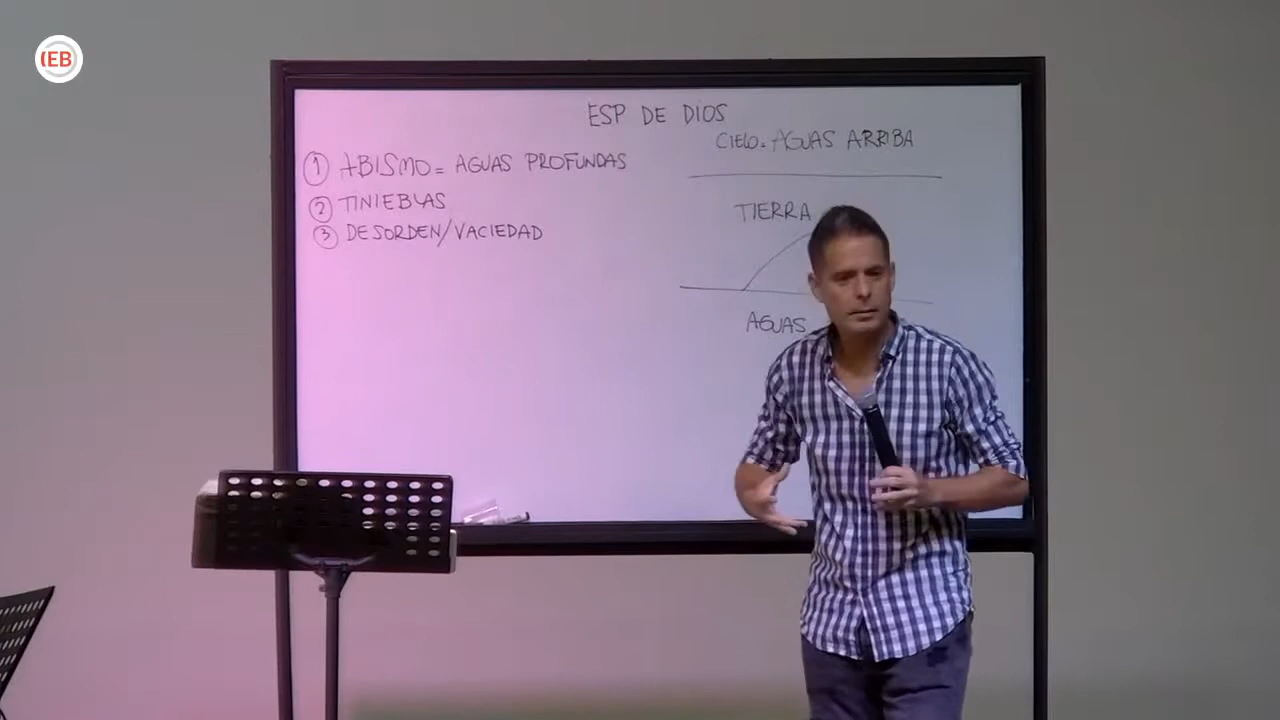 IEB
ESP DE DIOS
CIELO = AGUAS ARRIBA
① ABISMO = AGUAS PROFUNDAS
② TINIEBLAS
③ DESORDEN/VACIEDAD
TIERRA
AGUAS